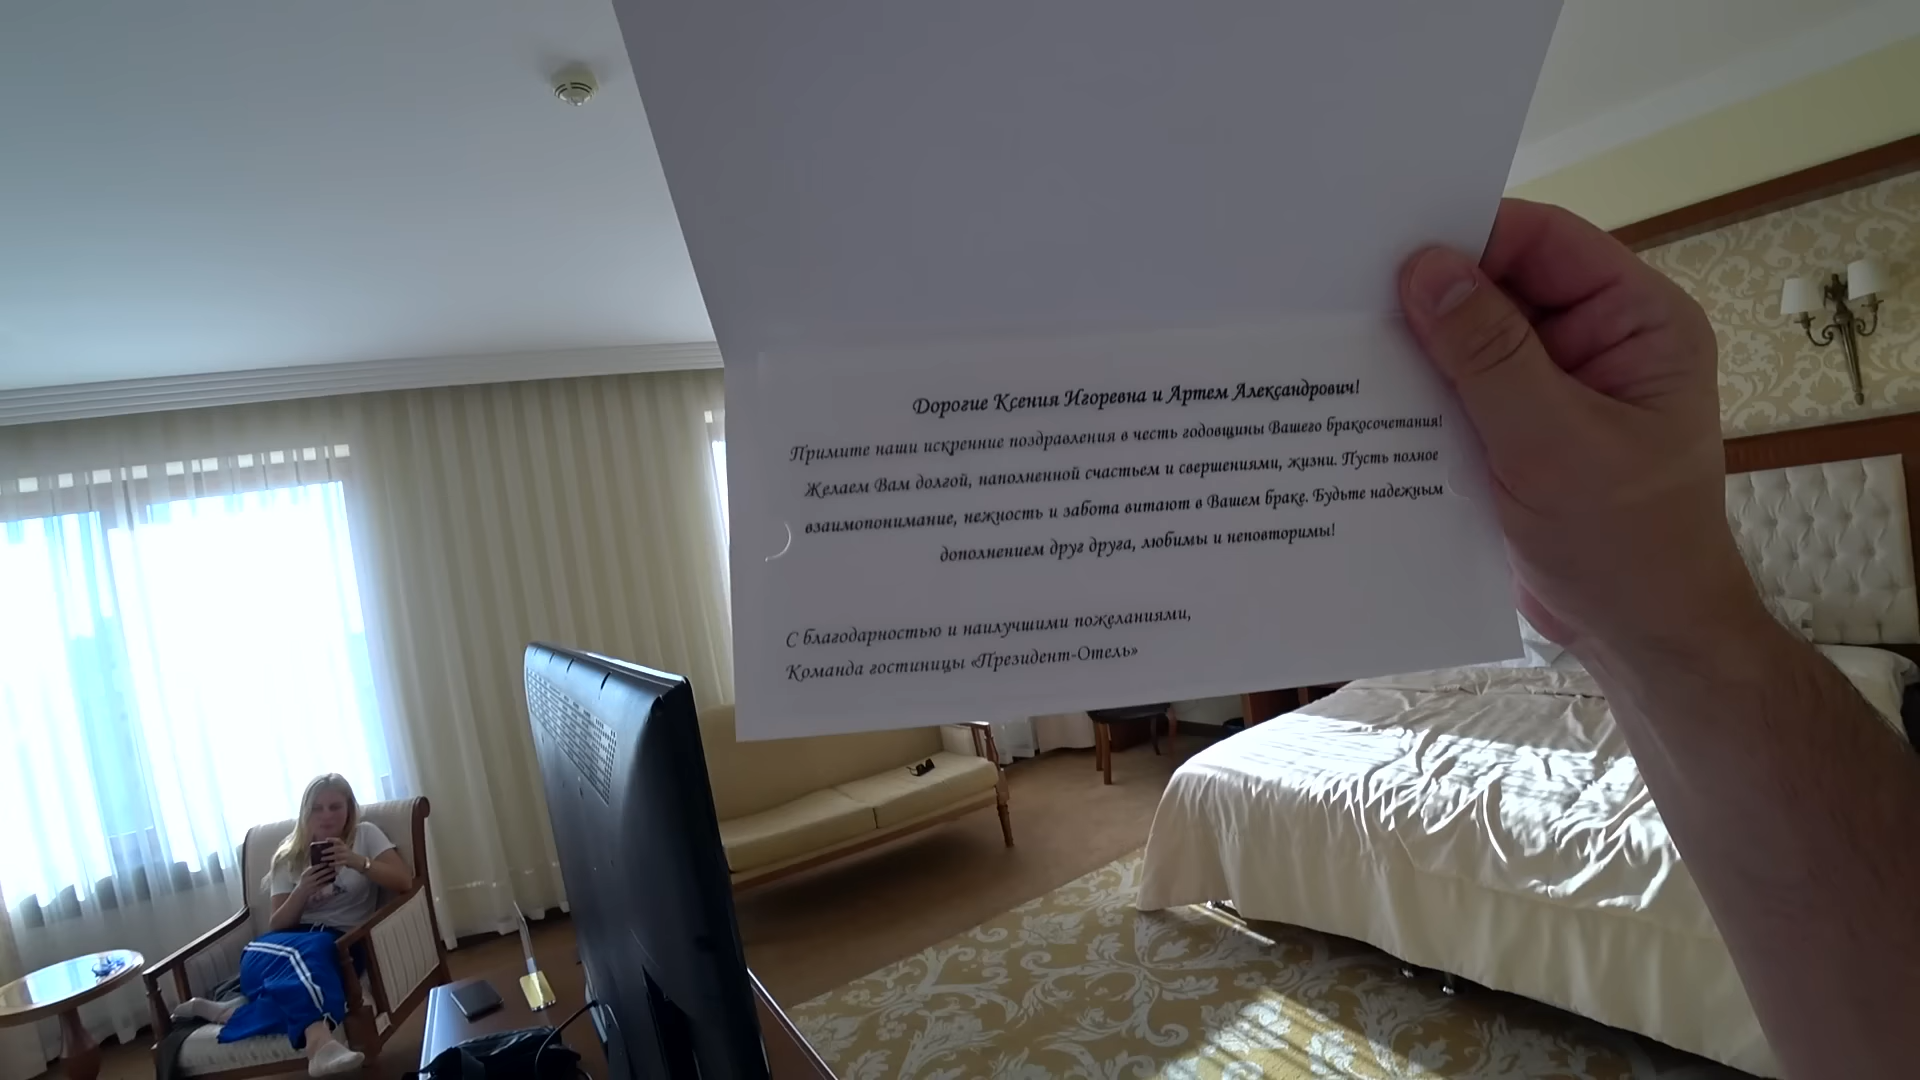 Дорогие Ксения Игоревна и Артем Александрович!
Примите наши искренние поздравления в честь годовщины Вашего бракосочетания!
Желаем Вам долгой, наполненной счастьем и свершениями, жизни. Пусть полное
взаимопонимание, нежность и забота витают в Вашем браке. Будьте надежным
дополнением друг друга, любимы и неповторимы!
С благодарностью и наилучшими пожеланиями,
Команда гостиницы «Президент-Отель»